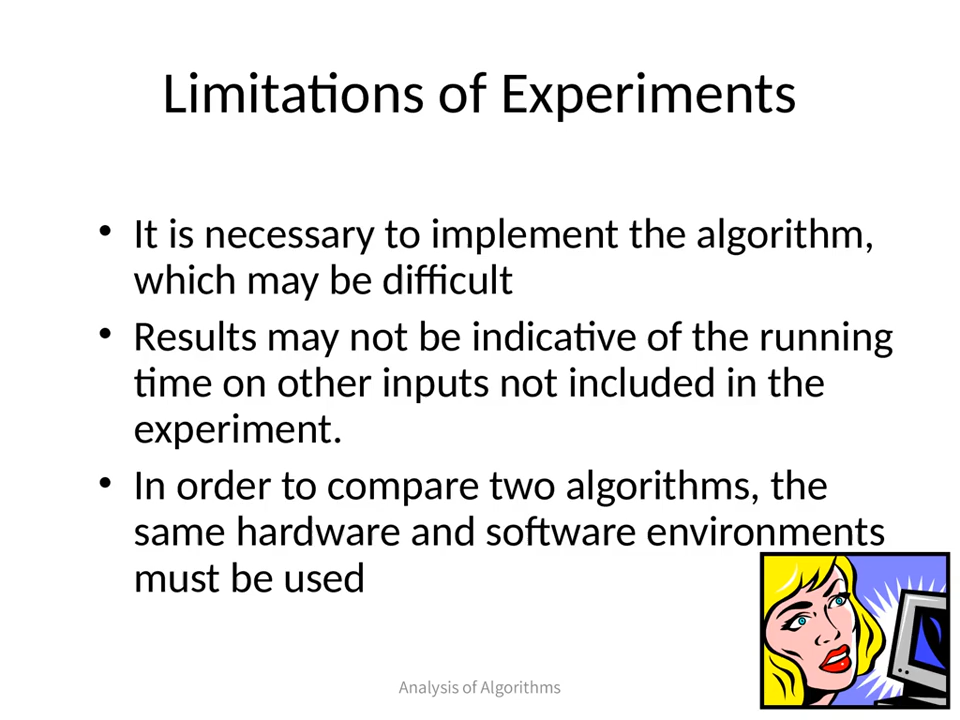 Limitations of Experiments
• It is necessary to implement the algorithm,
which may be difficult
• Results may not be indicative of the running
time on other inputs not included in the
experiment.
• In order to compare two algorithms, the
same hardware and software environments
must be used
Analysis of Algorithms